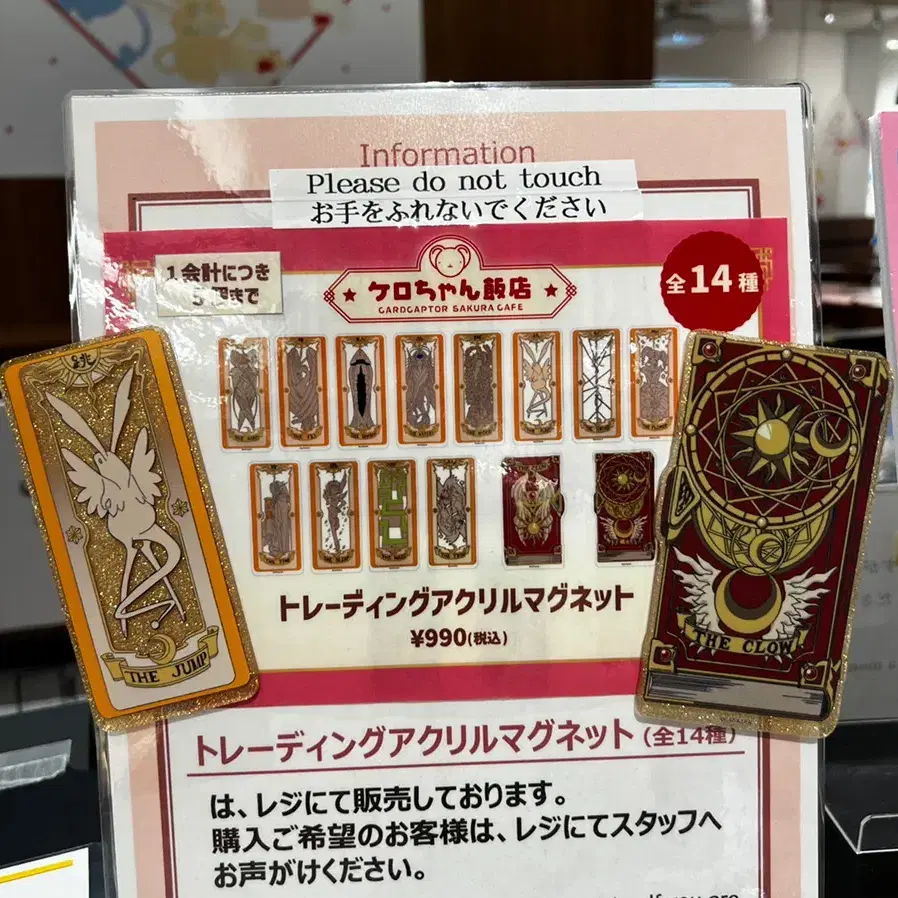 Information
Please do not touch
お手をふれないでください
1会計につき
まで
ケロちゃん飯店
CARDCAPTOR SAKURA CAFE
全14種
跳
THE JUMP
THE CLOW
トレーディングアクリルマグネット
¥990(税込)
トレーディングアクリルマグネット(全14種)
は、レジにて販売しております。
購入ご希望のお客様は、レジにてスタッフへ
お声がけください。